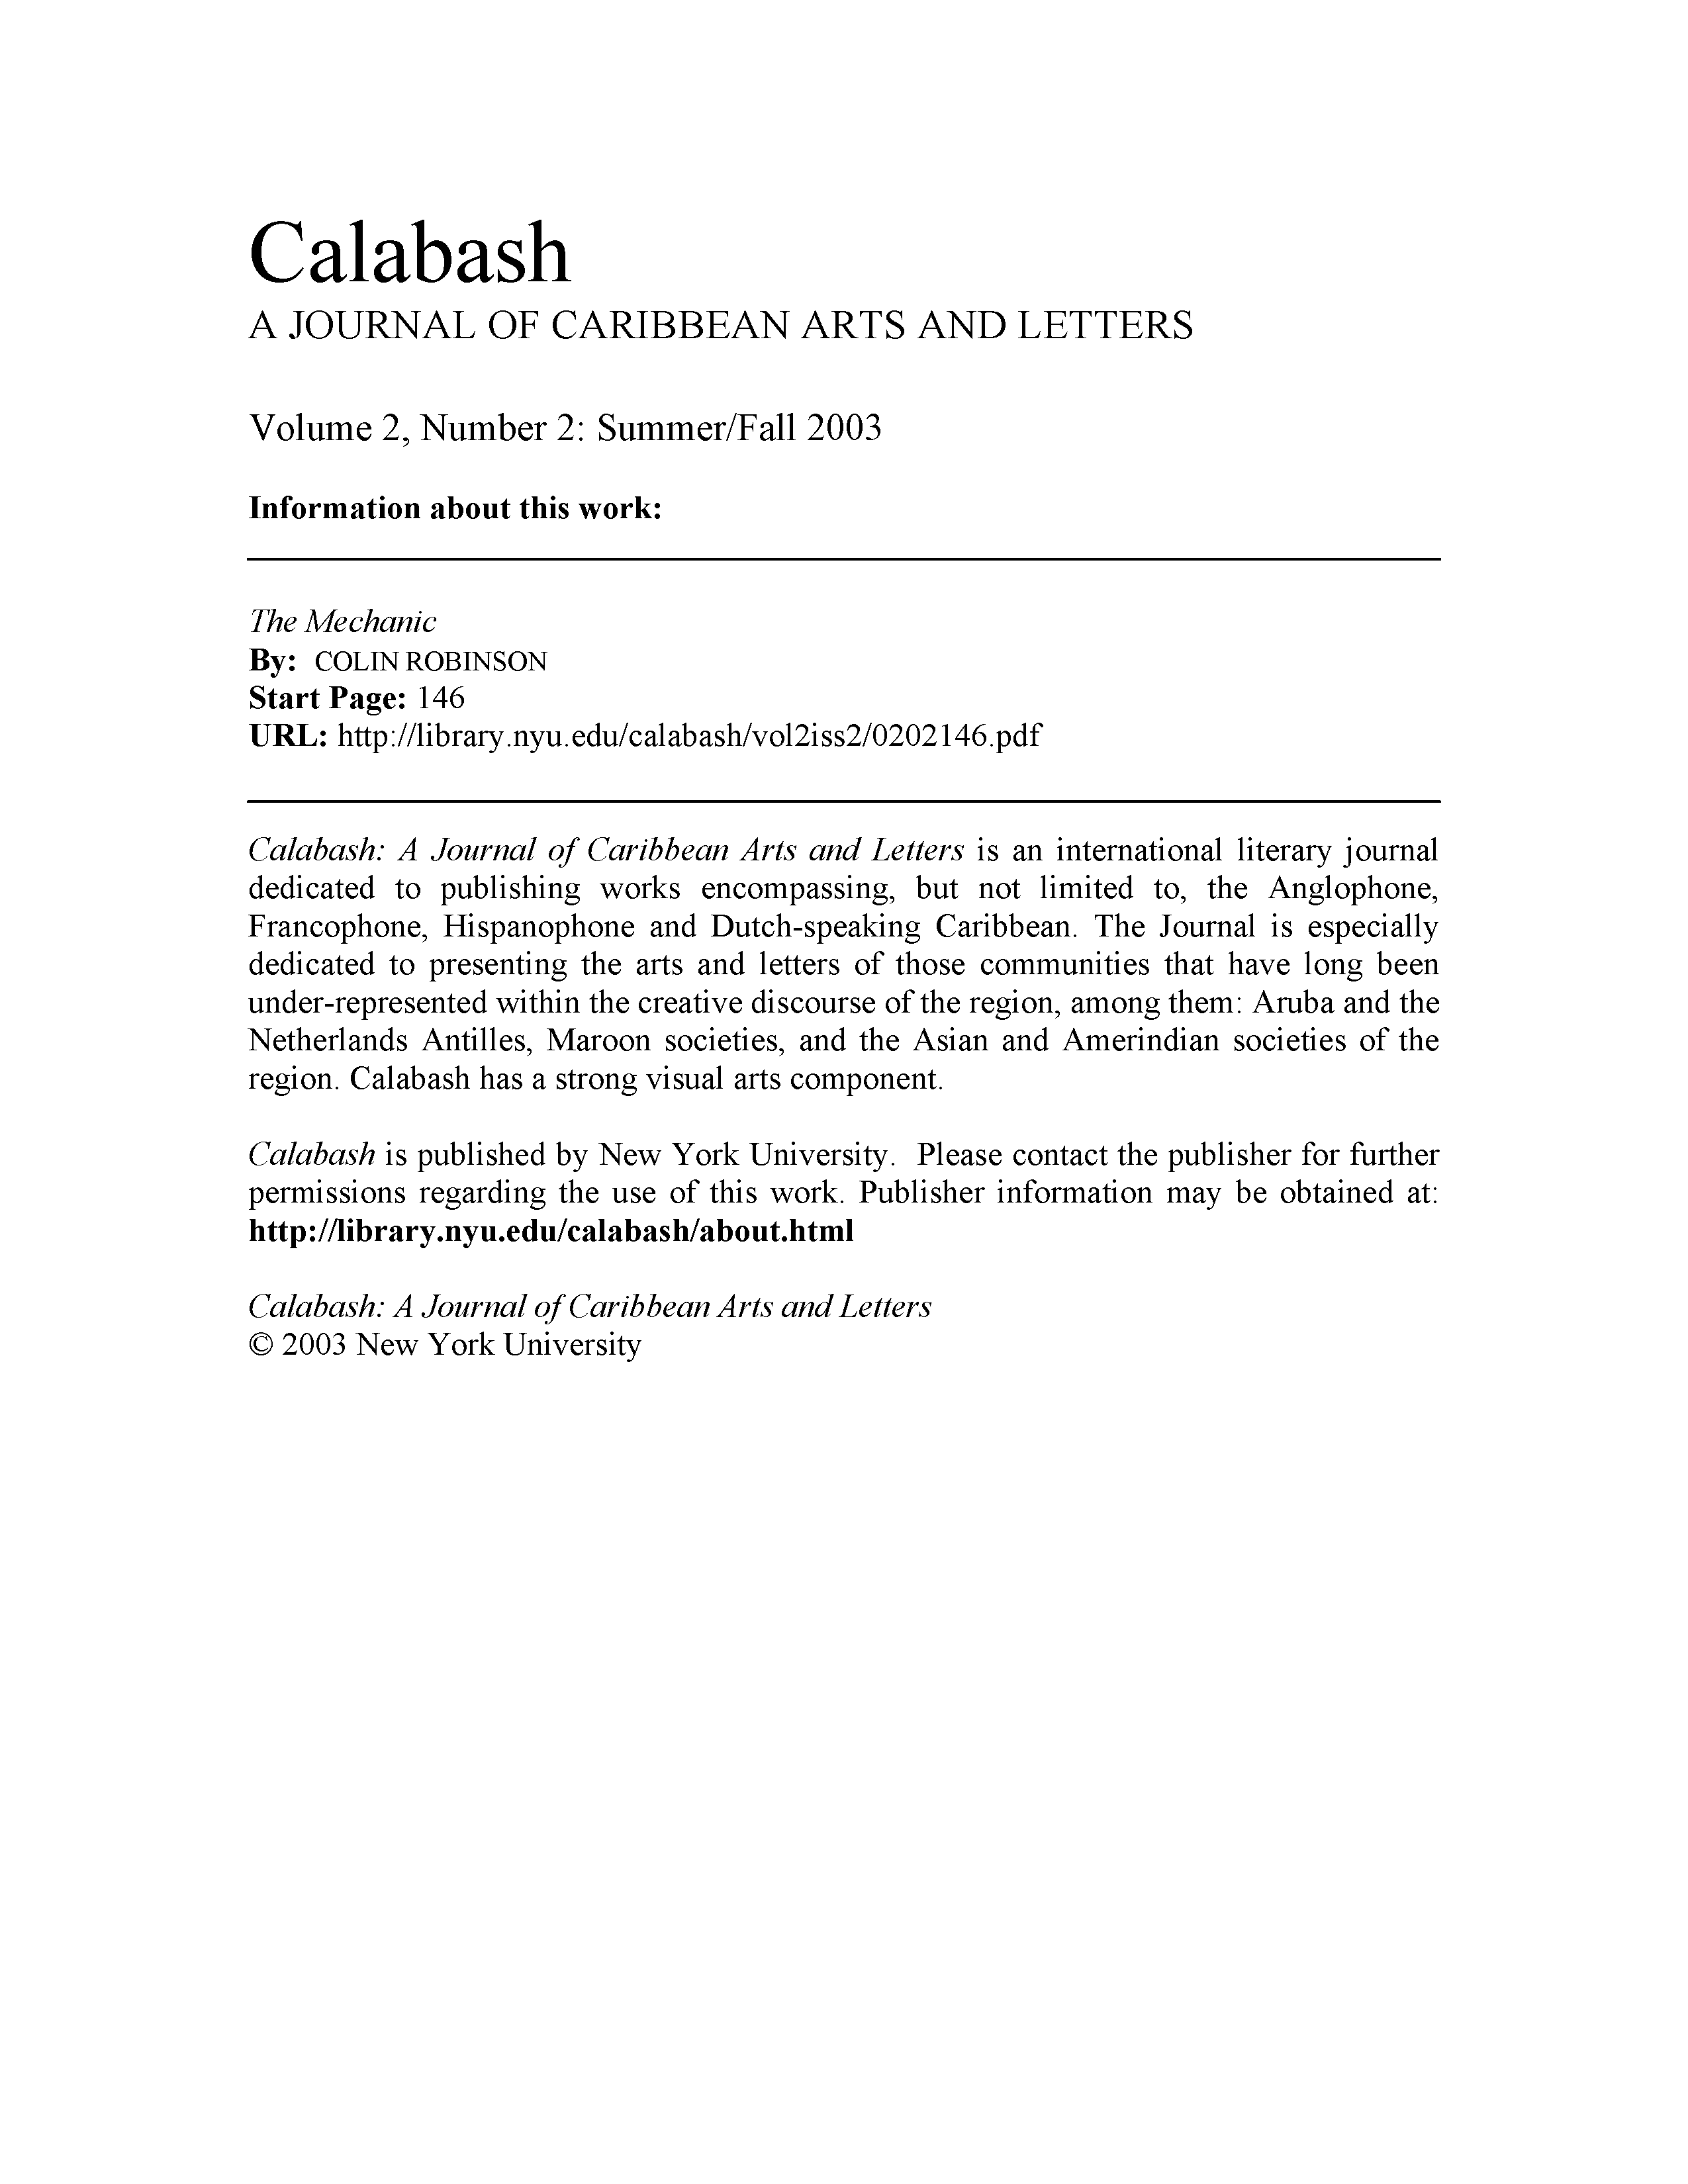 Calabash
A JOURNAL OF CARIBBEAN ARTS AND LETTERS
Volume 2, Number 2: Summer/Fall 2003
Information about this work:
The Mechanic
By: COLIN ROBINSON
Start Page: 146
URL: http://library.nyu.edu/calabash/vol2iss2/0202146.pdf
Calabash: A Journal of Caribbean Arts and Letters is an international literary journal
dedicated to publishing works encompassing, but not limited to, the Anglophone,
Francophone, Hispanophone and Dutch-speaking Caribbean. The Journal is especially
dedicated to presenting the arts and letters of those communities that have long been
under-represented within the creative discourse of the region, among them: Aruba and the
Netherlands Antilles, Maroon societies, and the Asian and Amerindian societies of the
region. Calabash has a strong visual arts component.
Calabash is published by New York University.  Please contact the publisher for further
permissions regarding the use of this work. Publisher information may be obtained at:
http://library.nyu.edu/calabash/about.html
Calabash: A Journal of Caribbean Arts and Letters
© 2003 New York University